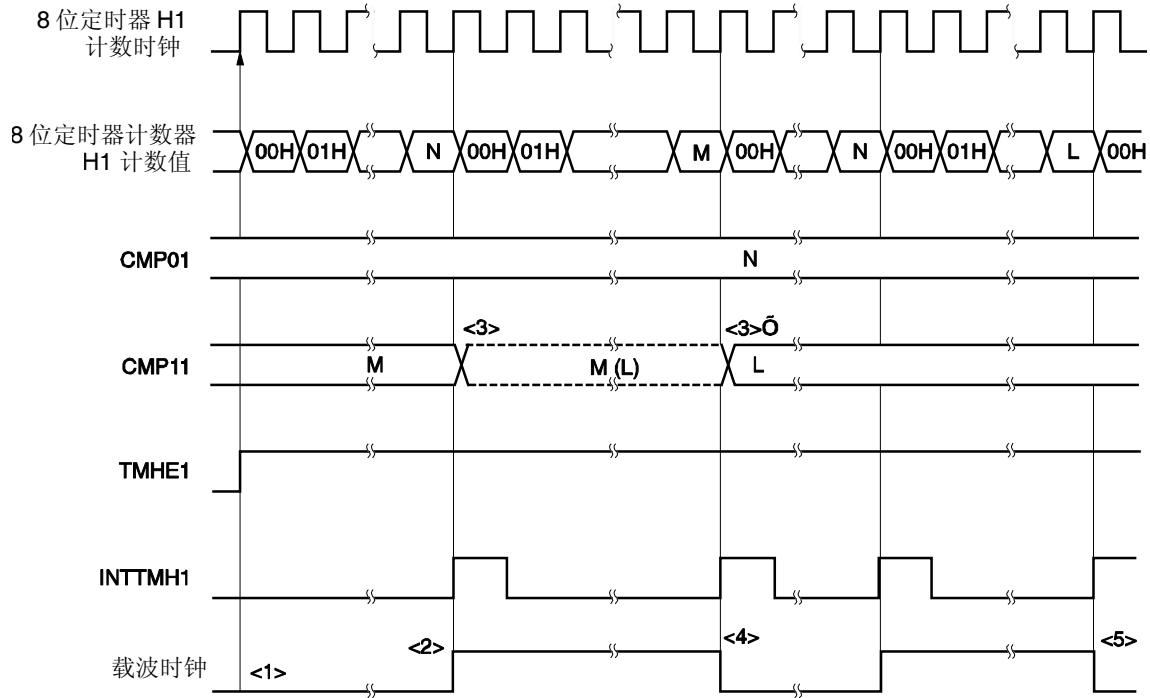 8 位定时器 H1
计数时钟
8 位定时器计数器
H1 计数值
00H 01H N 00H 01H M 00H N 00H 01H L 00H
CMP01
N
<3>
<3>Õ
CMP11
M
M (L)
L
TMHE1
INTTMH1
载波时钟
<1>
<2>
<4>
<5>